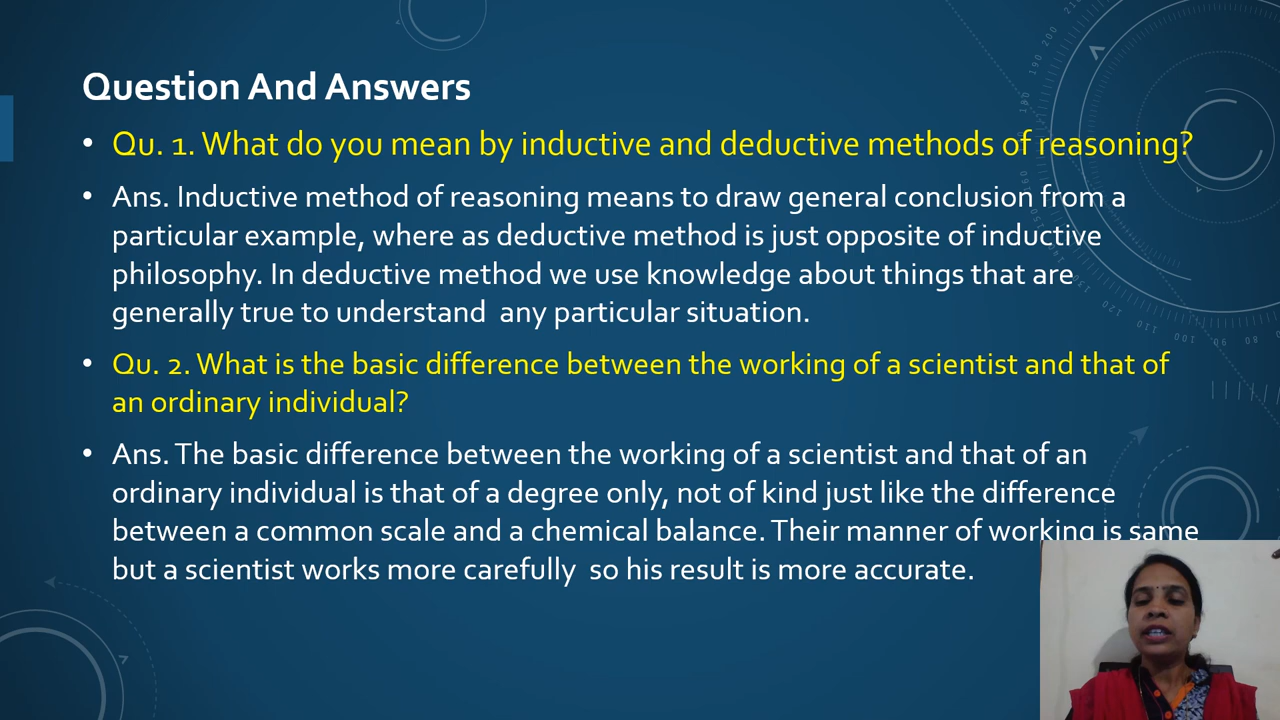 Question And Answers
• Qu. 1. What do you mean by inductive and deductive methods of reasoning?
• Ans. Inductive method of reasoning means to draw general conclusion from a
particular example, where as deductive method is just opposite of inductive
philosophy. In deductive method we use knowledge about things that are
generally true to understand any particular situation.
• Qu. 2. What is the basic difference between the working of a scientist and that of
an ordinary individual?
• Ans. The basic difference between the working of a scientist and that of an
ordinary individual is that of a degree only, not of kind just like the difference
between a common scale and a chemical balance. Their manner of working is same
but a scientist works more carefully so his result is more accurate.